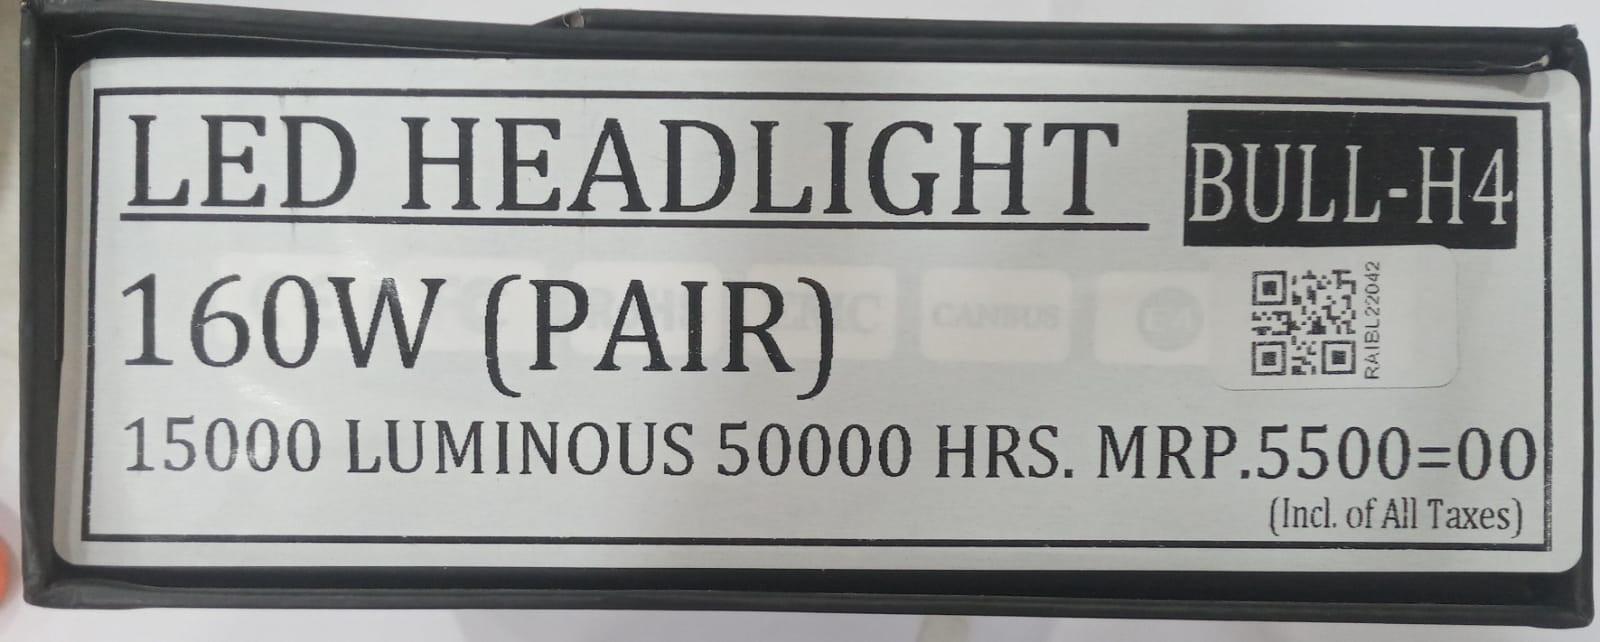 LED HEADLIGHT
BULL-H4
160W (PAIR)
CANBUS
RAIBL22042
15000 LUMINOUS 50000 HRS. MRP.5500=00
(Incl. of All Taxes)